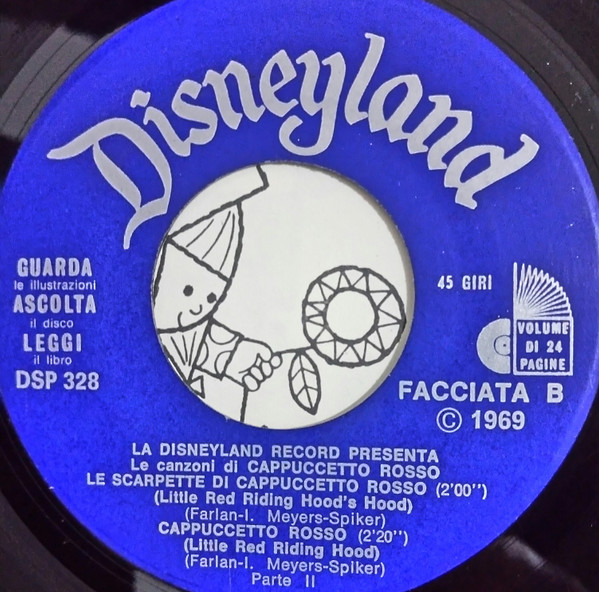 Disneyland
GUARDA
le illustrazioni
ASCOLTA
il disco
LEGGI
il libro
DSP 328
45 GIRI
VOLUME
DI 24
PAGINE
FACCIATA B
© 1969
LA DISNEYLAND RECORD PRESENTA
Le canzoni di CAPPUCCETTO ROSSO
LE SCARPETTE DI CAPPUCCETTO ROSSO (2'00'')
(Little Red Riding Hood's Hood)
(Farlan-I. Meyers-Spiker)
CAPPUCCETTO ROSSO (2'20'')
(Little Red Riding Hood)
(Farlan-I. Meyers-Spiker)
Parte II